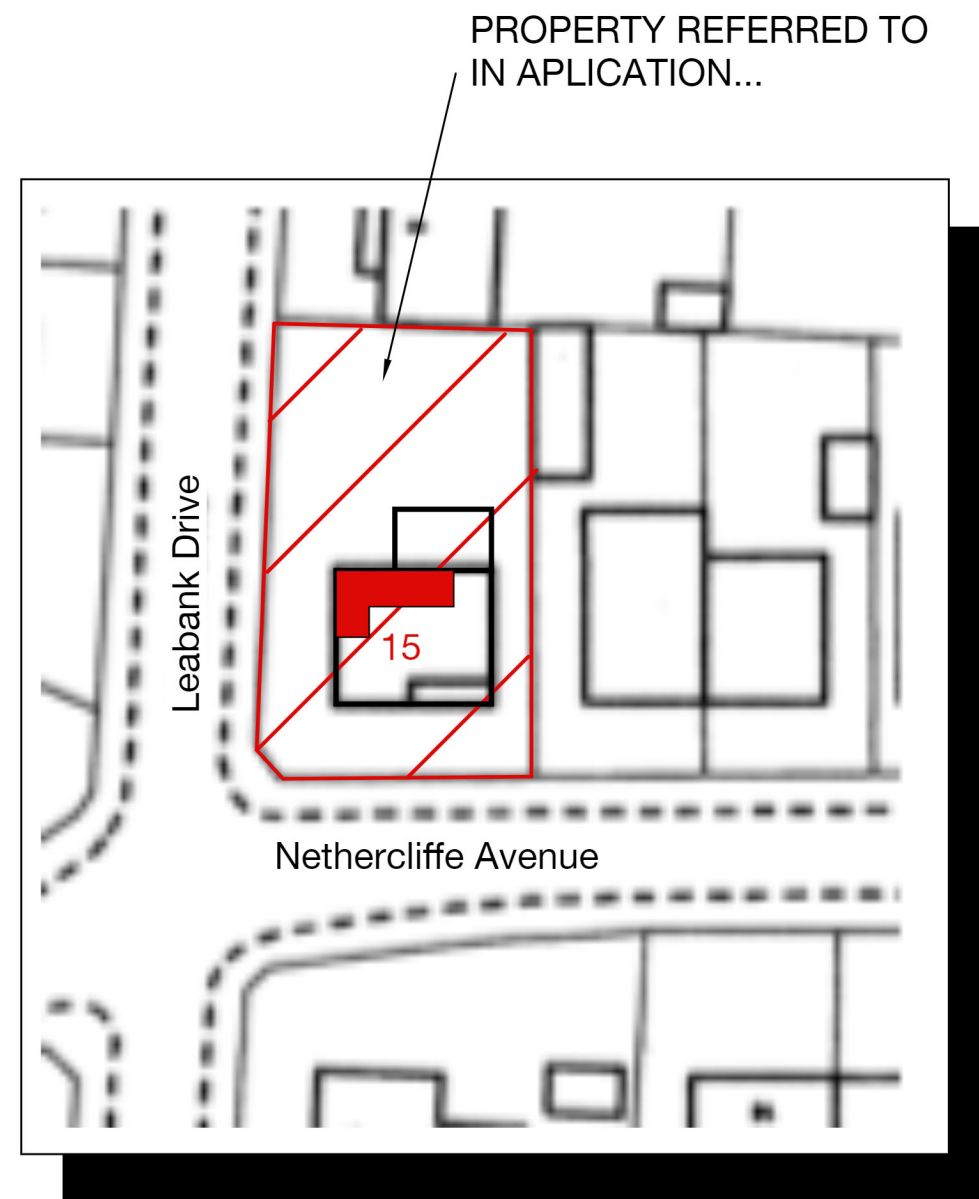 PROPERTY REFERRED TO
IN APLICATION...
Leabank Drive
15
Nethercliffe Avenue